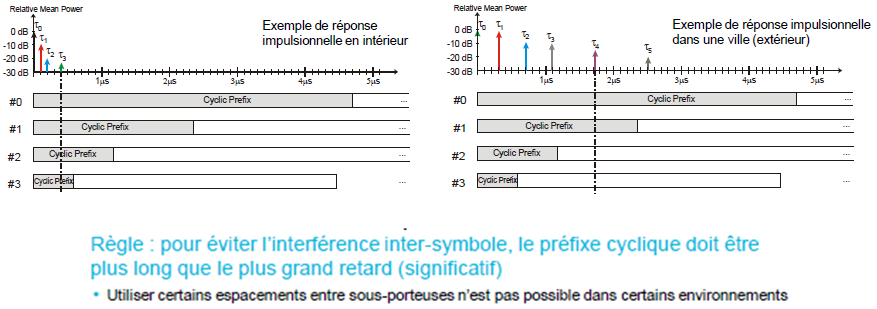 Relative Mean Power
Exemple de réponse
impulsionnelle en intérieur
τ0
τ1
τ2
τ3
0 dB
-10 dB
-20 dB
-30 dB
1µs
2µs
3µs
4µs
5µs
#0 Cyclic Prefix ...
#1 Cyclic Prefix ...
#2 Cyclic Prefix ...
#3 Cyclic Prefix ...
Relative Mean Power
Exemple de réponse impulsionnelle
dans une ville (extérieur)
τ0
τ1
τ2
τ3
τ4
τ5
0 dB
-10 dB
-20 dB
-30 dB
1µs
2µs
3µs
4µs
5µs
#0 Cyclic Prefix ...
#1 Cyclic Prefix ...
#2 Cyclic Prefix ...
#3 Cyclic Prefix ...
Règle : pour éviter l'interférence inter-symbole, le préfixe cyclique doit être
plus long que le plus grand retard (significatif)
• Utiliser certains espacements entre sous-porteuses n'est pas possible dans certains environnements